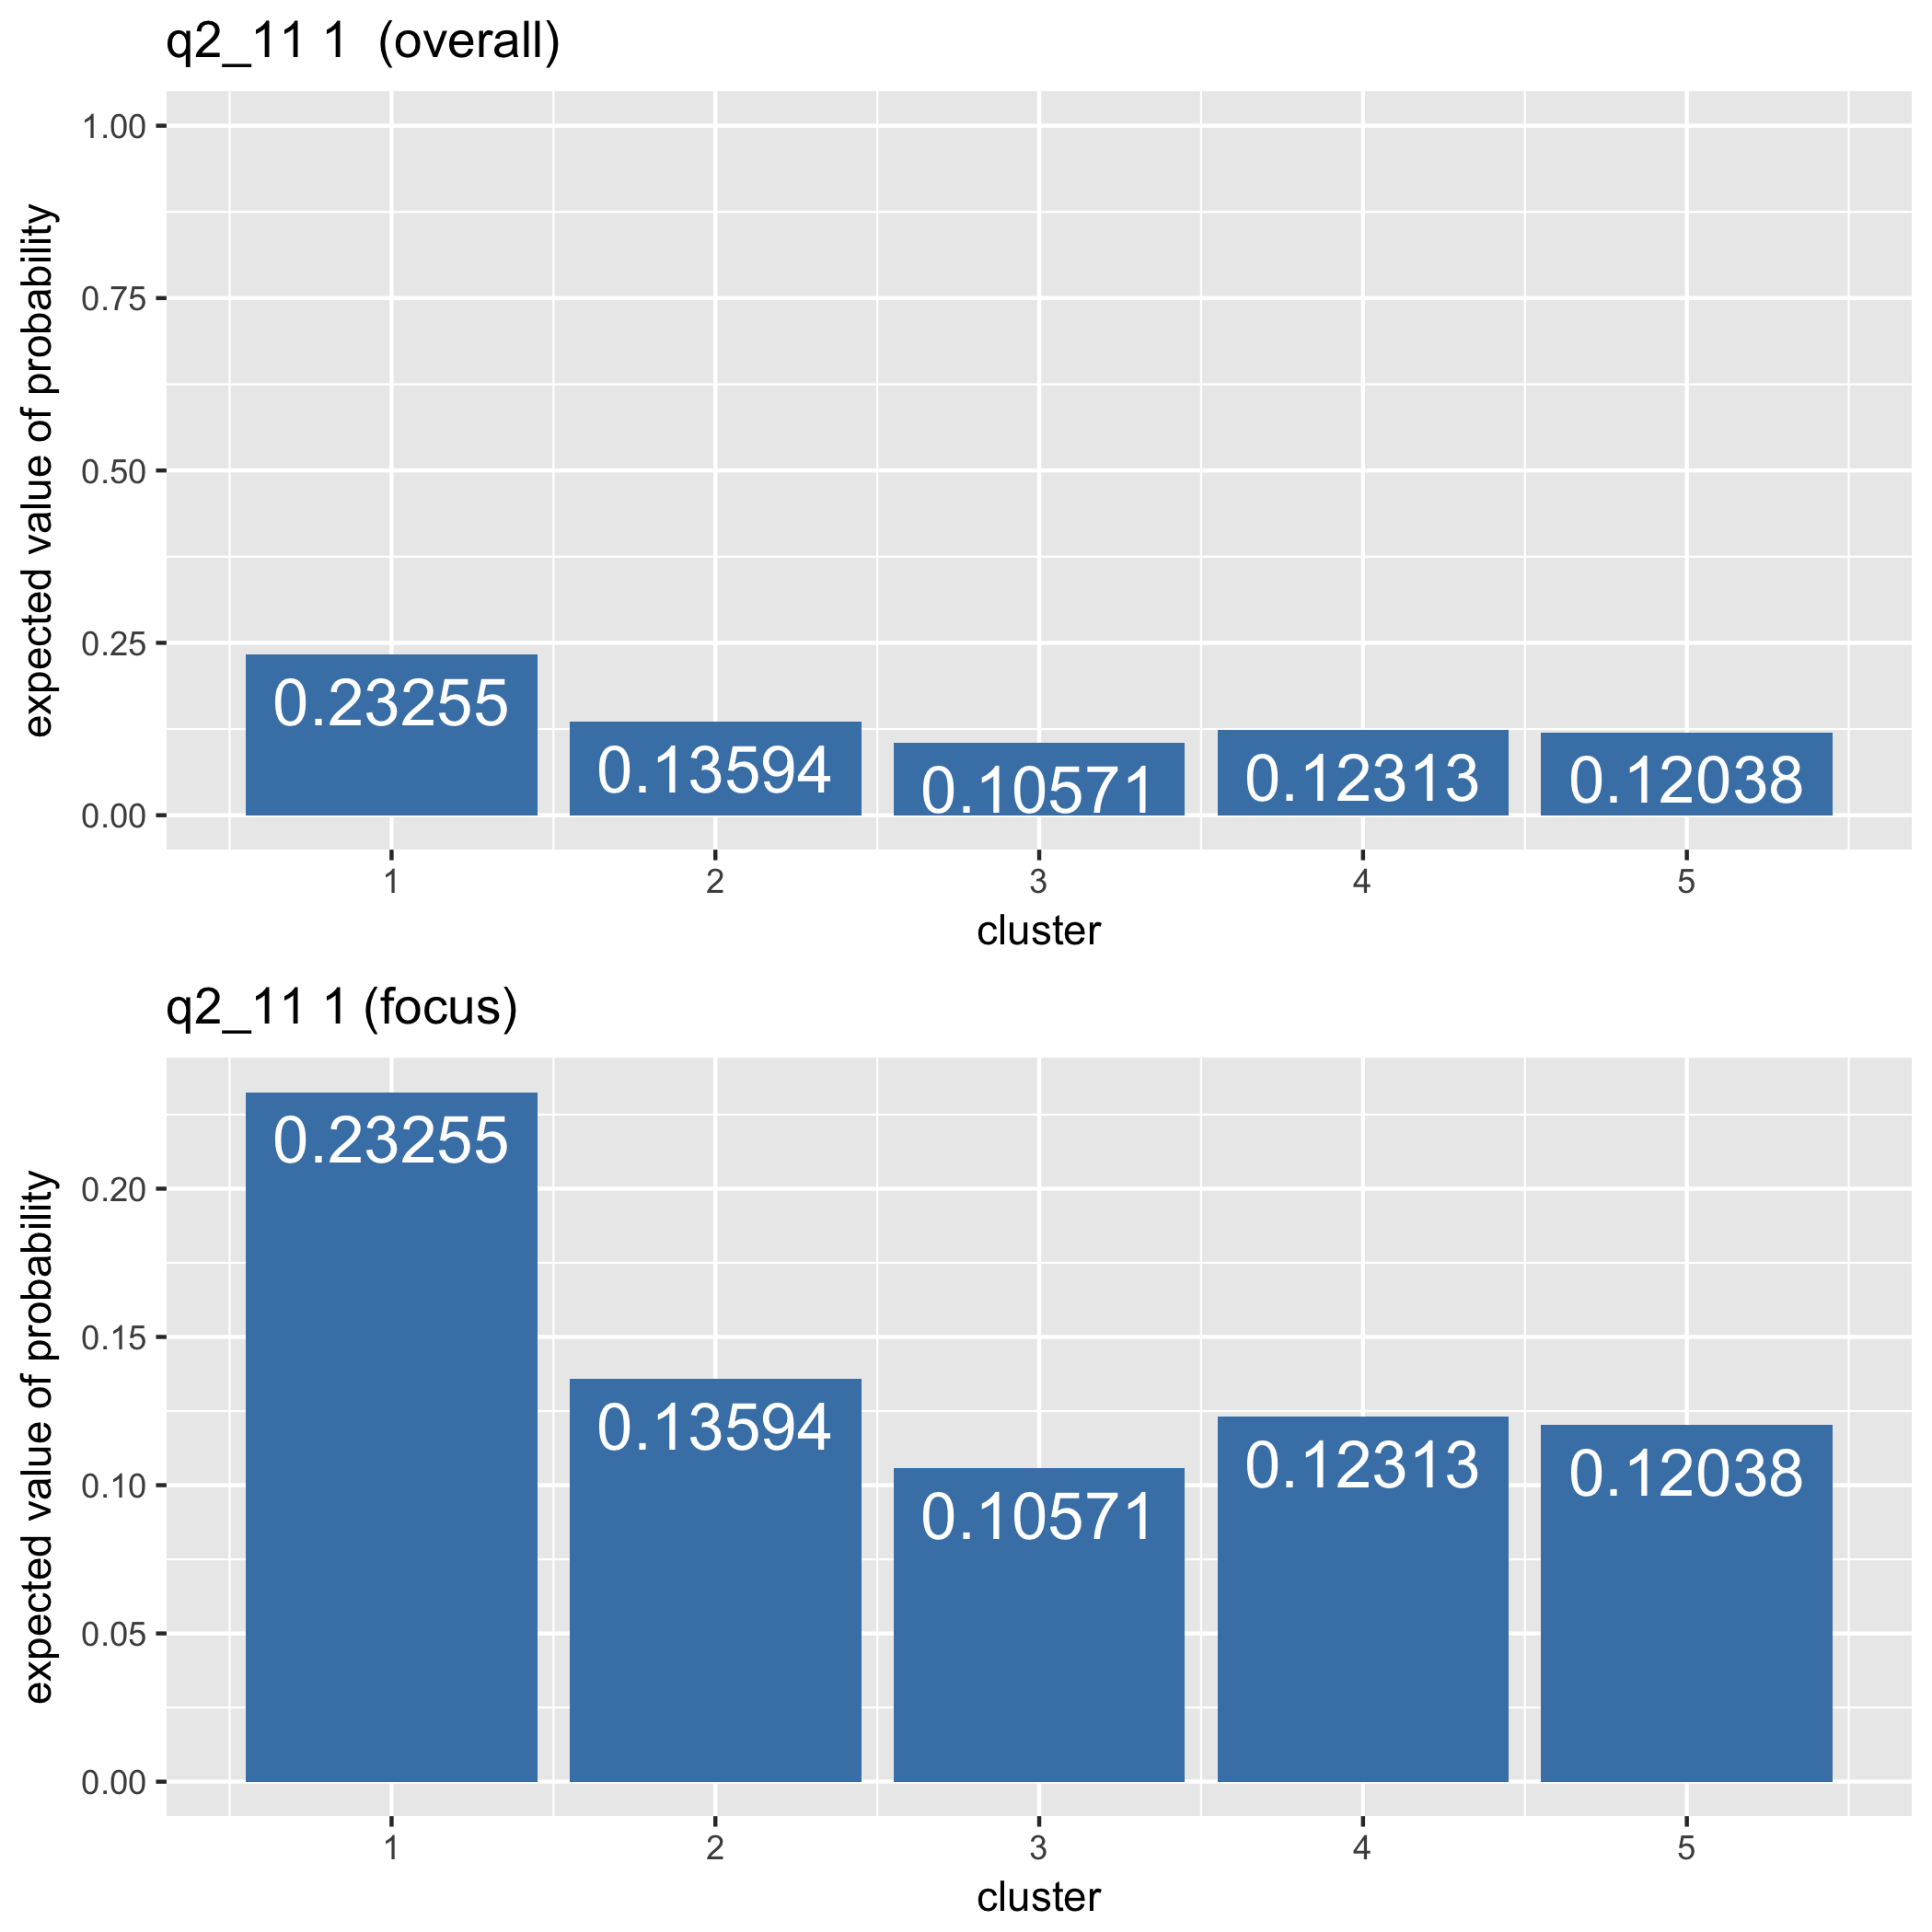 q2_11 1  (overall)
expected value of probability
1.00
0.75
0.50
0.25
0.00
0.23255
0.13594
0.10571
0.12313
0.12038
1 2 3 4 5
cluster
q2_11 1 (focus)
expected value of probability
0.20
0.15
0.10
0.05
0.00
0.23255
0.13594
0.10571
0.12313
0.12038
1 2 3 4 5
cluster